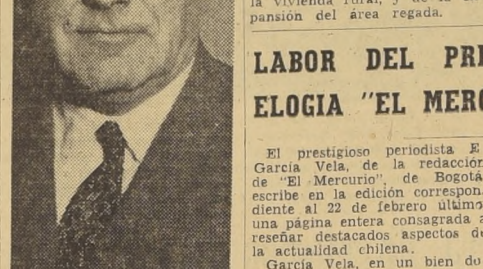 la vivienda rural, y de la
pansión del área regada.
LABOR DEL PRE
ELOGIA "EL MERC
El prestigioso periodista E
García Vela, de la redacción
de "El Mercurio", de Bogotá
escribe en la edición correspon.
diente al 22 de febrero último
una página entera consagrada a
reseñar destacados aspectos de
la actualidad chilena.
García Vela, en un bien do